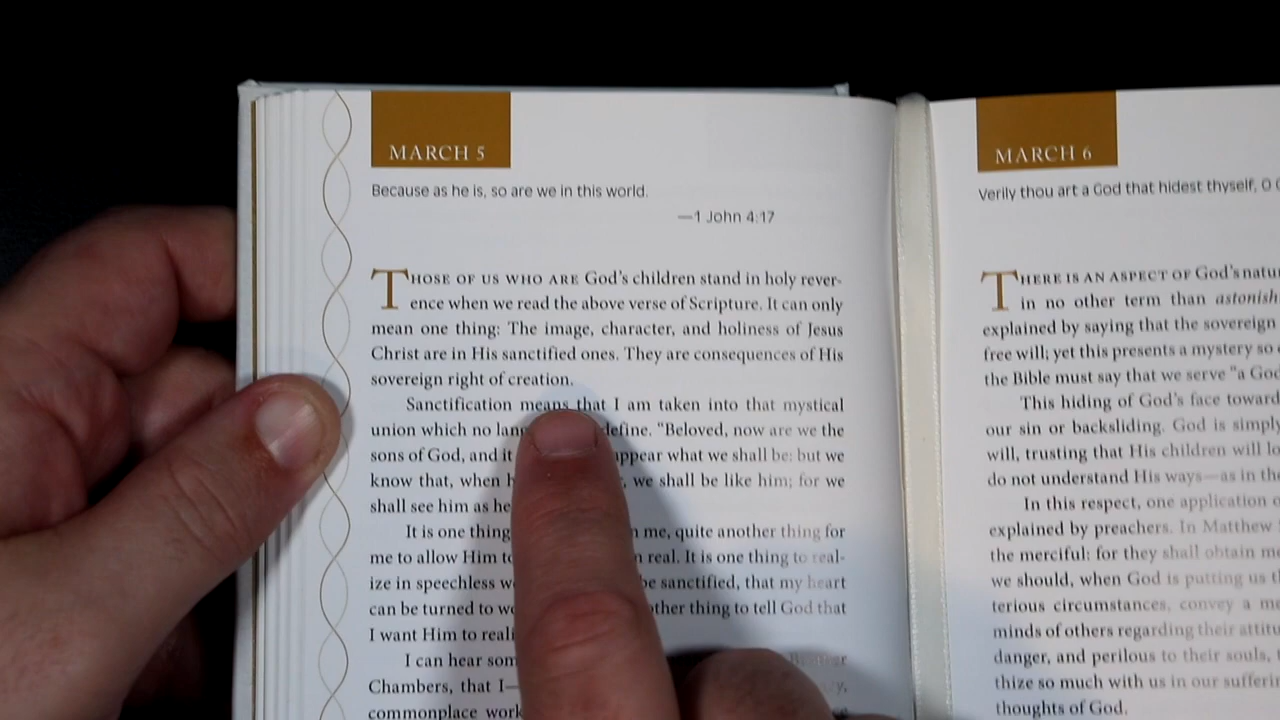 MARCH 5
Because as he is, so are we in this world.
—1 John 4:17
THOSE OF US WHO ARE God's children stand in holy rever-
ence when we read the above verse of Scripture. It can only
mean one thing: The image, character, and holiness of Jesus
Christ are in His sanctified ones. They are consequences of His
sovereign right of creation.
Sanctification means that I am taken into that mystical
union which no define. "Beloved, now are we the
sons of God, and it appear what we shall be: but we
know that, when we shall be like him; for we
shall see him as he
It is one thing me, quite another thing for
me to allow Him to real. It is one thing to real-
ize in speechless be sanctified, that my heart
can be turned to other thing to tell God that
I want Him to
I can hear
Chambers, that I—
commonplace work
MARCH 6
Verily thou art a God that hidest thyself, O
THERE IS AN ASPECT OF God's
in no other term than
explained by saying that the sovereign
free will; yet this presents a mystery so
the Bible must say that we serve "a God
This hiding of God's face toward
our sin or backsliding. God is simply
will, trusting that His children will
do not understand His ways—as in the
In this respect, one application
explained by preachers. In Matthew
the merciful: for they shall obtain
we should, when God is putting us
terious circumstances, convey a
minds of others regarding their
danger, and perilous to their souls,
thize so much with us in our
thoughts of God.